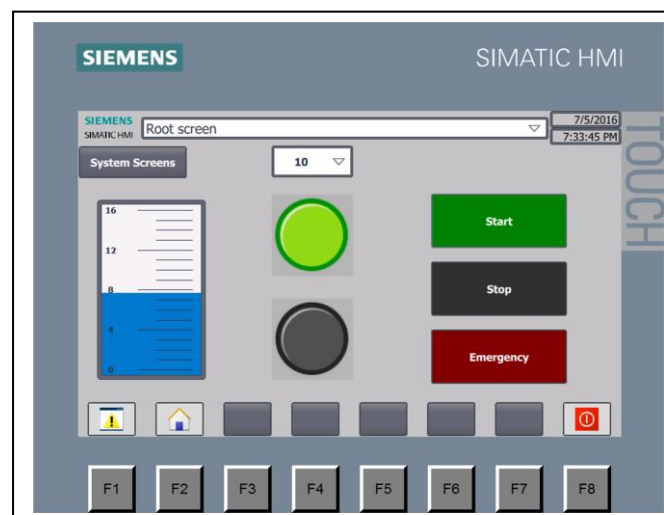 SIEMENS
SIMATIC HMI
SIEMENS
SIMATIC HMI
Root screen
7/5/2016
7:33:45 PM
TOUCH
System Screens
10
16
12
8
4
0
Start
Stop
Emergency
F1
F2
F3
F4
F5
F6
F7
F8